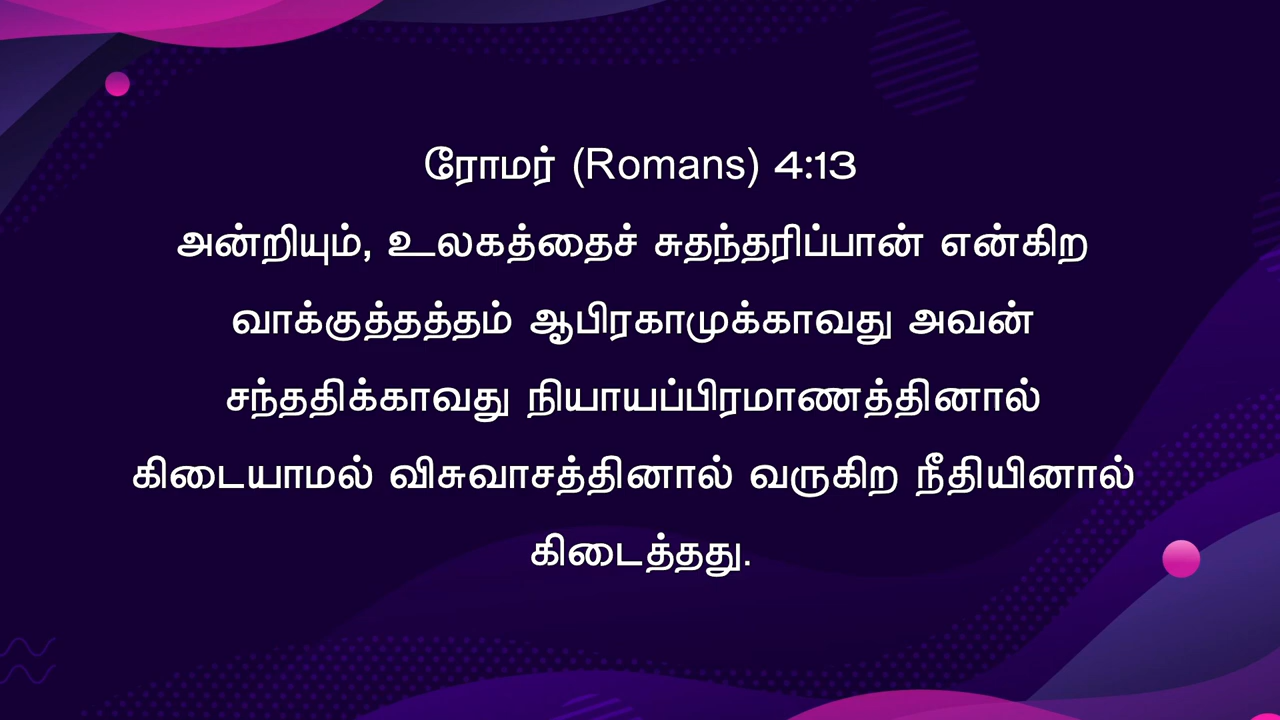 ரோமர் (Romans) 4:13
அன்றியும், உலகத்தைச் சுதந்தரிப்பான் என்கிற
வாக்குத்தத்தம் ஆபிரகாமுக்காவது அவன்
சந்ததிக்காவது நியாயப்பிரமாணத்தினால்
கிடையாமல் விசுவாசத்தினால் வருகிற நீதியினால்
கிடைத்தது.